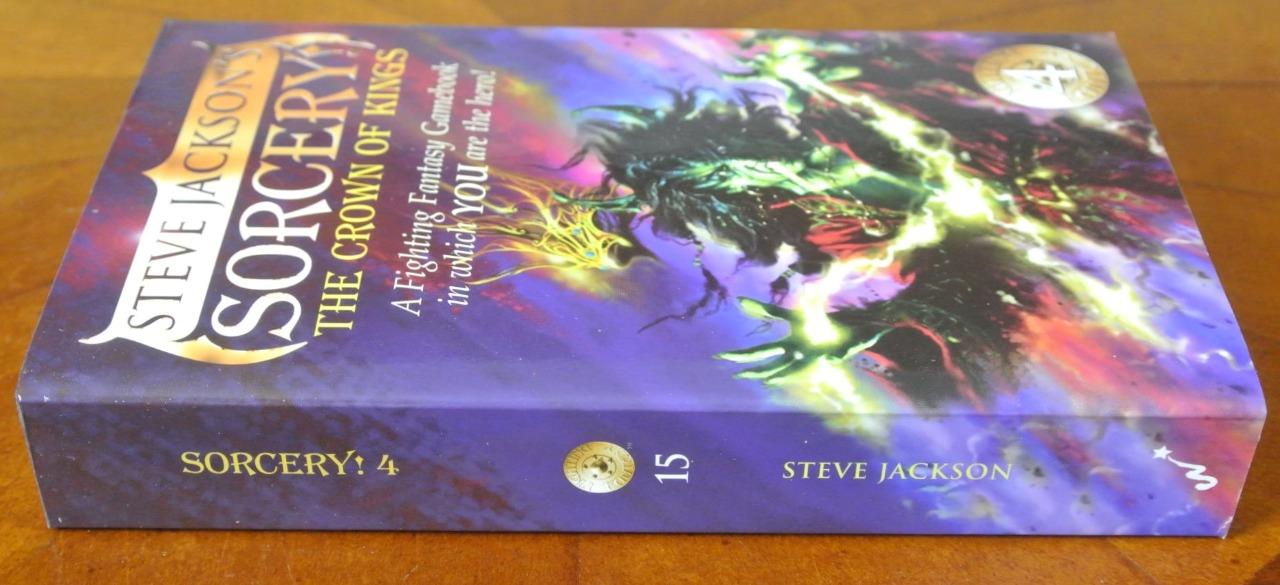 STEVE JACKSON'S
SORCERY!
THE CROWN OF KINGS
A Fighting Fantasy Gamebook
in which YOU are the hero!
4
SORCERY! 4
15
STEVE JACKSON